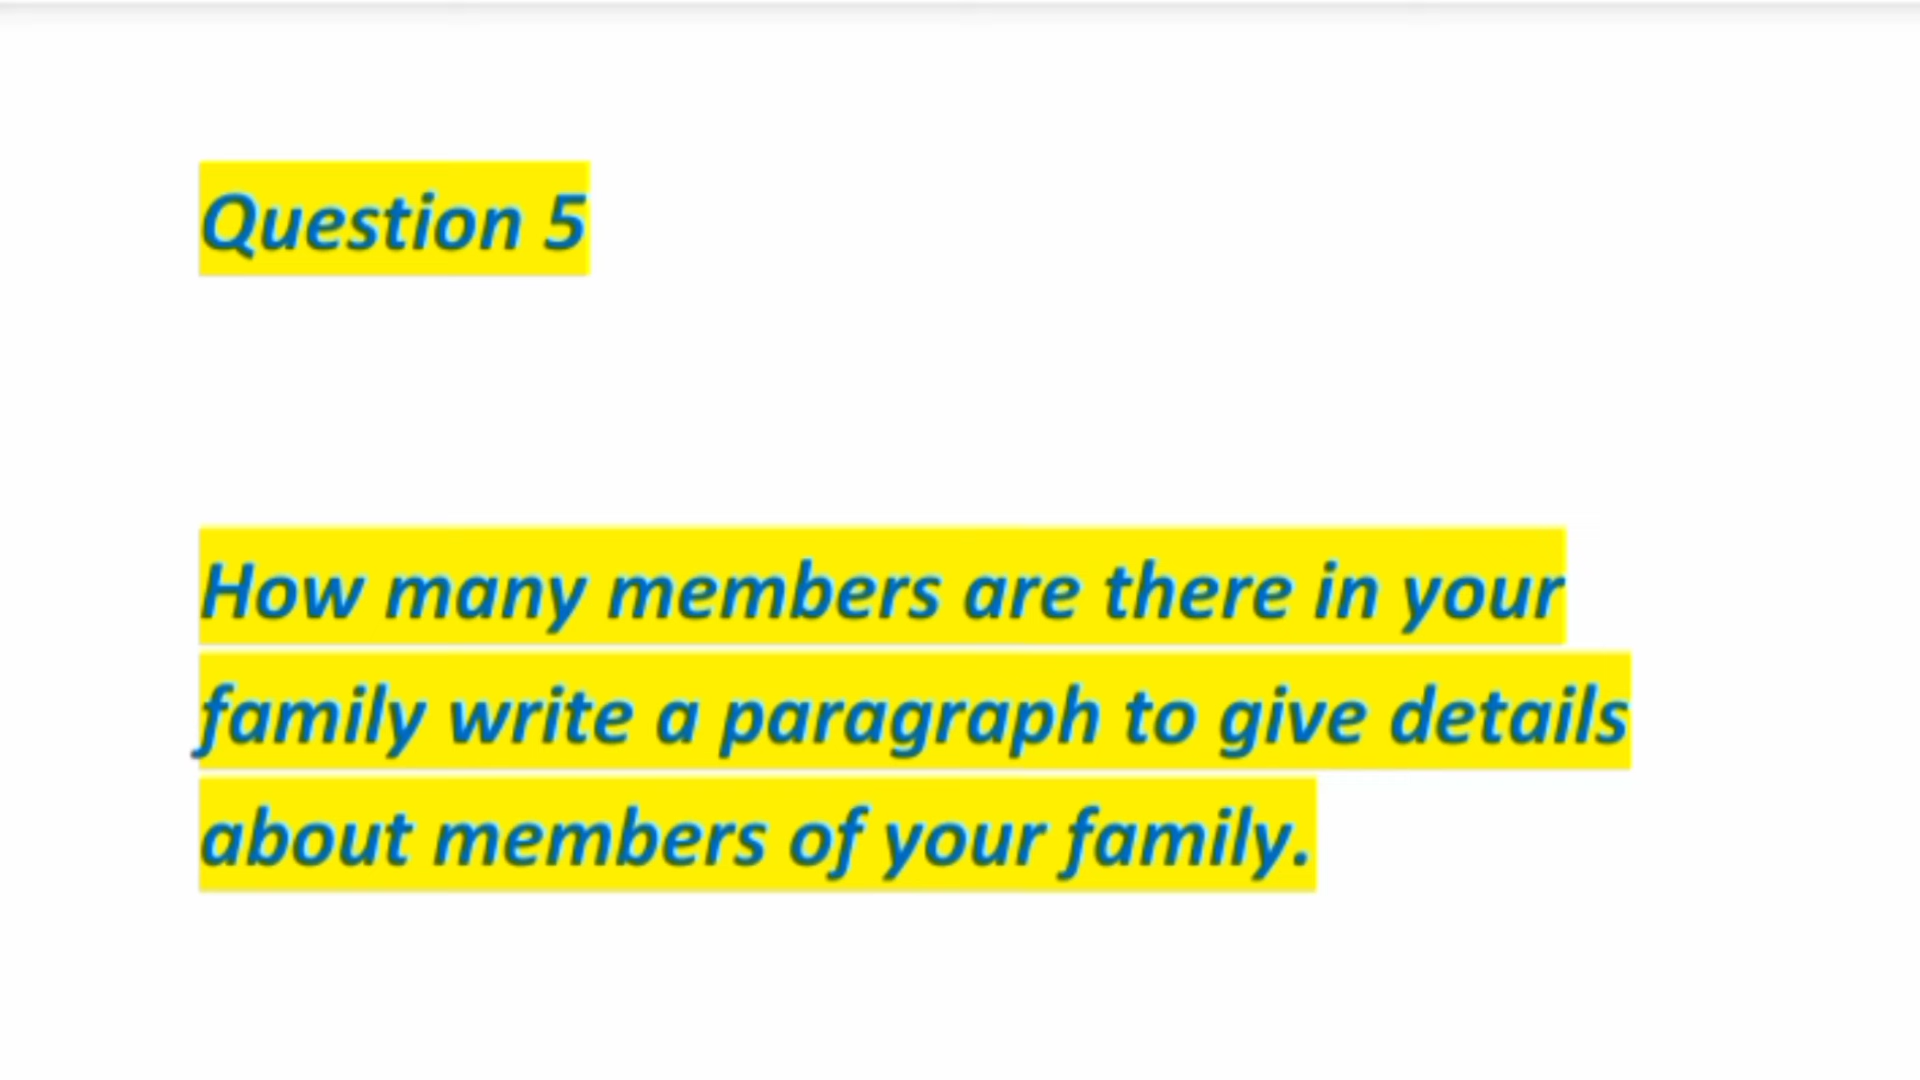 Question 5
How many members are there in your
family write a paragraph to give details
about members of your family.